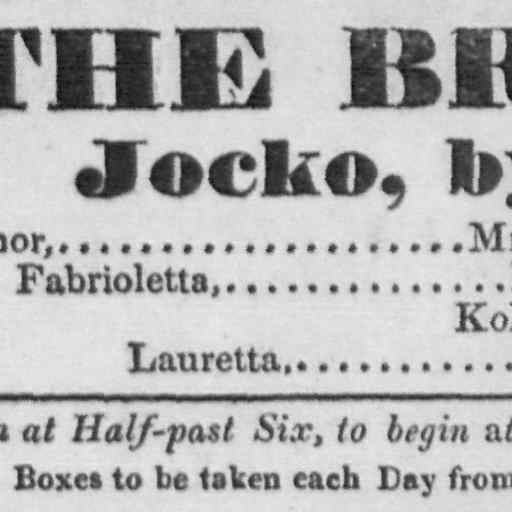 THE BR
Jocko, by
nor,.....................M
Fabrioletta,...............
Ko
Lauretta,...........
at Half-past Six, to begin at
Boxes to be taken each Day from